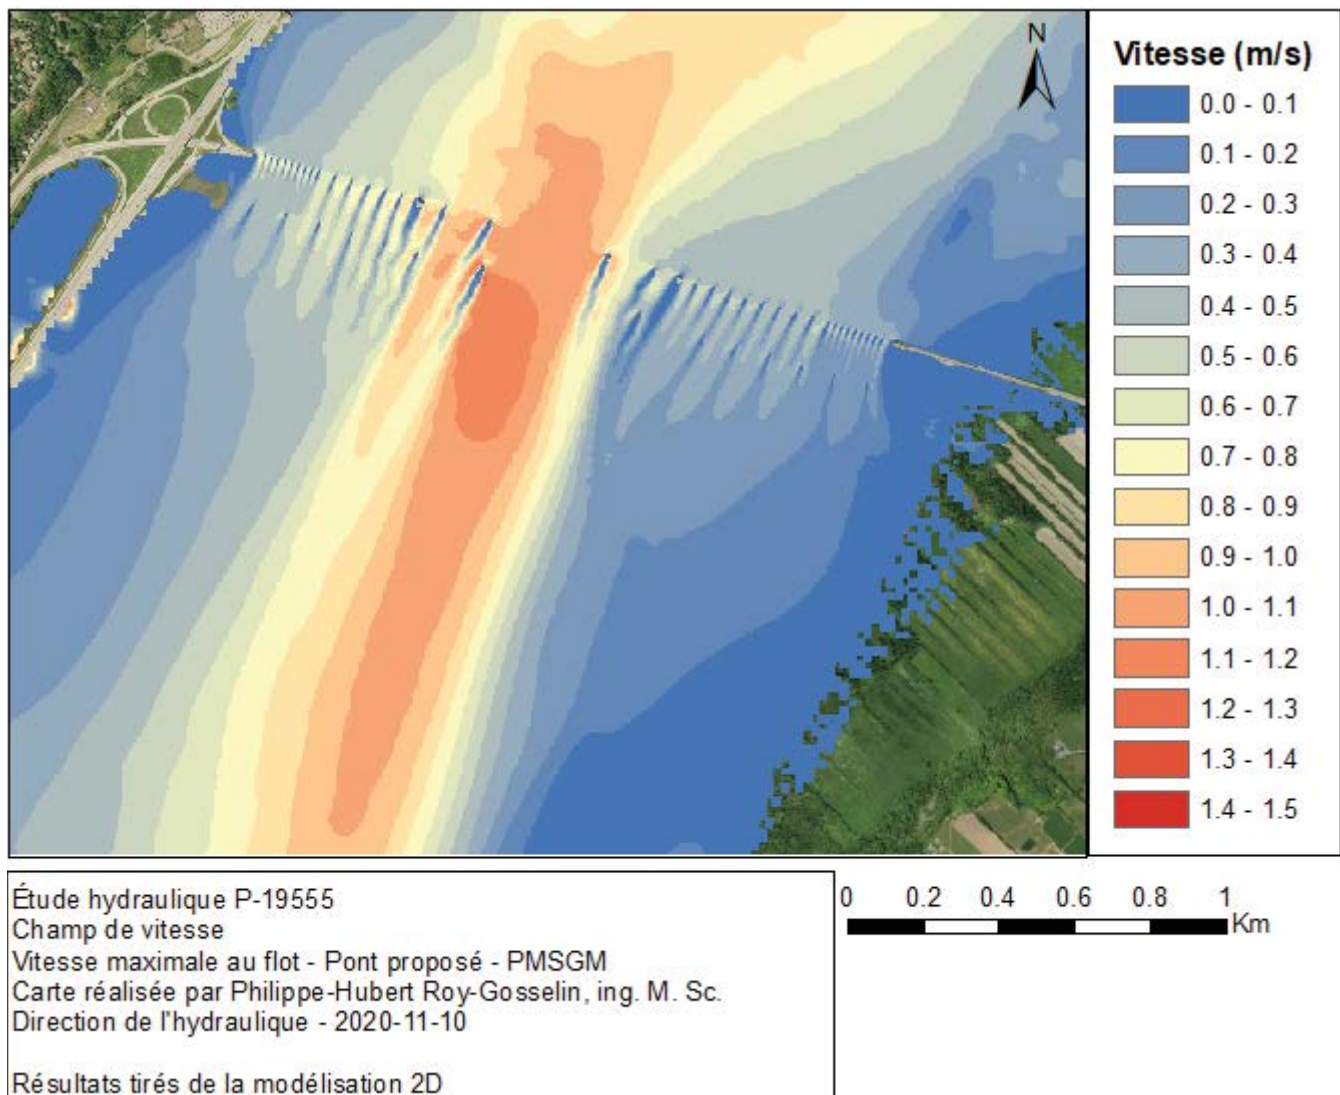 N
Vitesse (m/s)
0.0 - 0.1
0.1 - 0.2
0.2 - 0.3
0.3 - 0.4
0.4 - 0.5
0.5 - 0.6
0.6 - 0.7
0.7 - 0.8
0.8 - 0.9
0.9 - 1.0
1.0 - 1.1
1.1 - 1.2
1.2 - 1.3
1.3 - 1.4
1.4 - 1.5
Étude hydraulique P-19555
Champ de vitesse
Vitesse maximale au flot - Pont proposé - PMSGM
Carte réalisée par Philippe-Hubert Roy-Gosselin, ing. M. Sc.
Direction de l'hydraulique - 2020-11-10
Résultats tirés de la modélisation 2D
0 0.2 0.4 0.6 0.8 1
Km